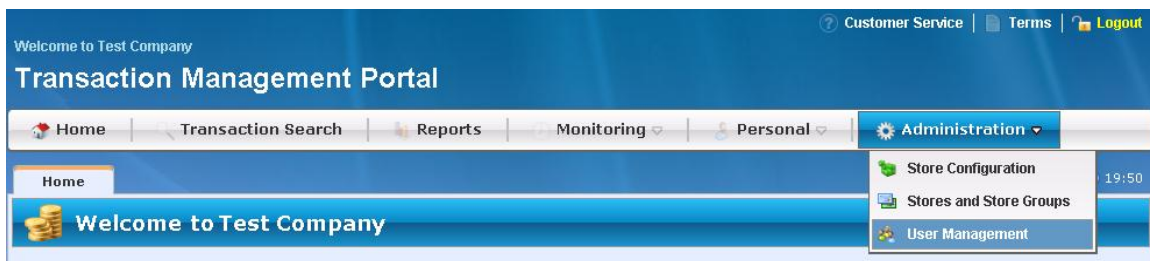 Customer Service | Terms | Logout
Welcome to Test Company
Transaction Management Portal
Home | Transaction Search | Reports | Monitoring | Personal | Administration
Store Configuration
Home 19:50
Stores and Store Groups
Welcome to Test Company
User Management